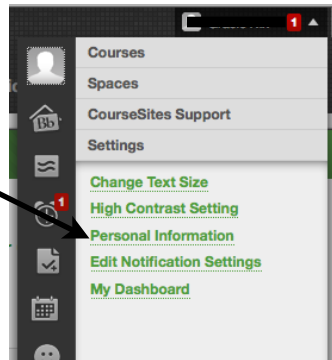 1
Courses
Spaces
CourseSites Support
Settings
Bb
1
Change Text Size
High Contrast Setting
Personal Information
Edit Notification Settings
My Dashboard